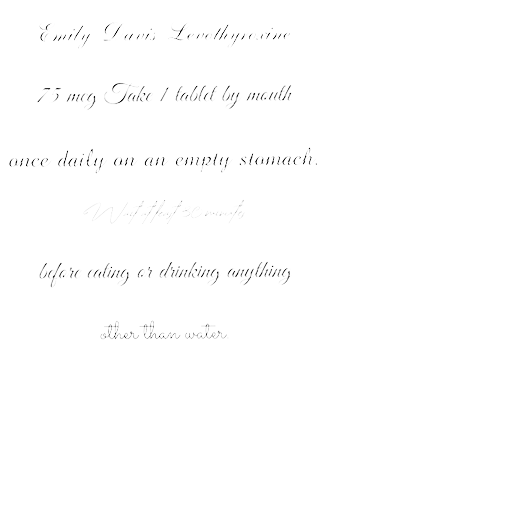 Emily Davis Levothyroxine
75 mcg Take 1 tablet by mouth
once daily on an empty stomach.
Wait at least minutes
before eating or drinking anything
other than water